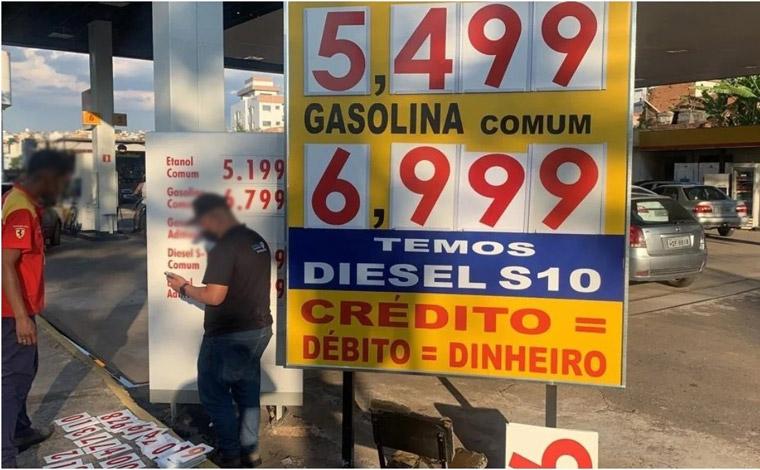 5,499
GASOLINA COMUM
6,999
TEMOS
DIESEL S10
CRÉDITO =
DÉBITO = DINHEIRO
Etanol
Comum 5.199
Comum 6.799
Diesel
Comum